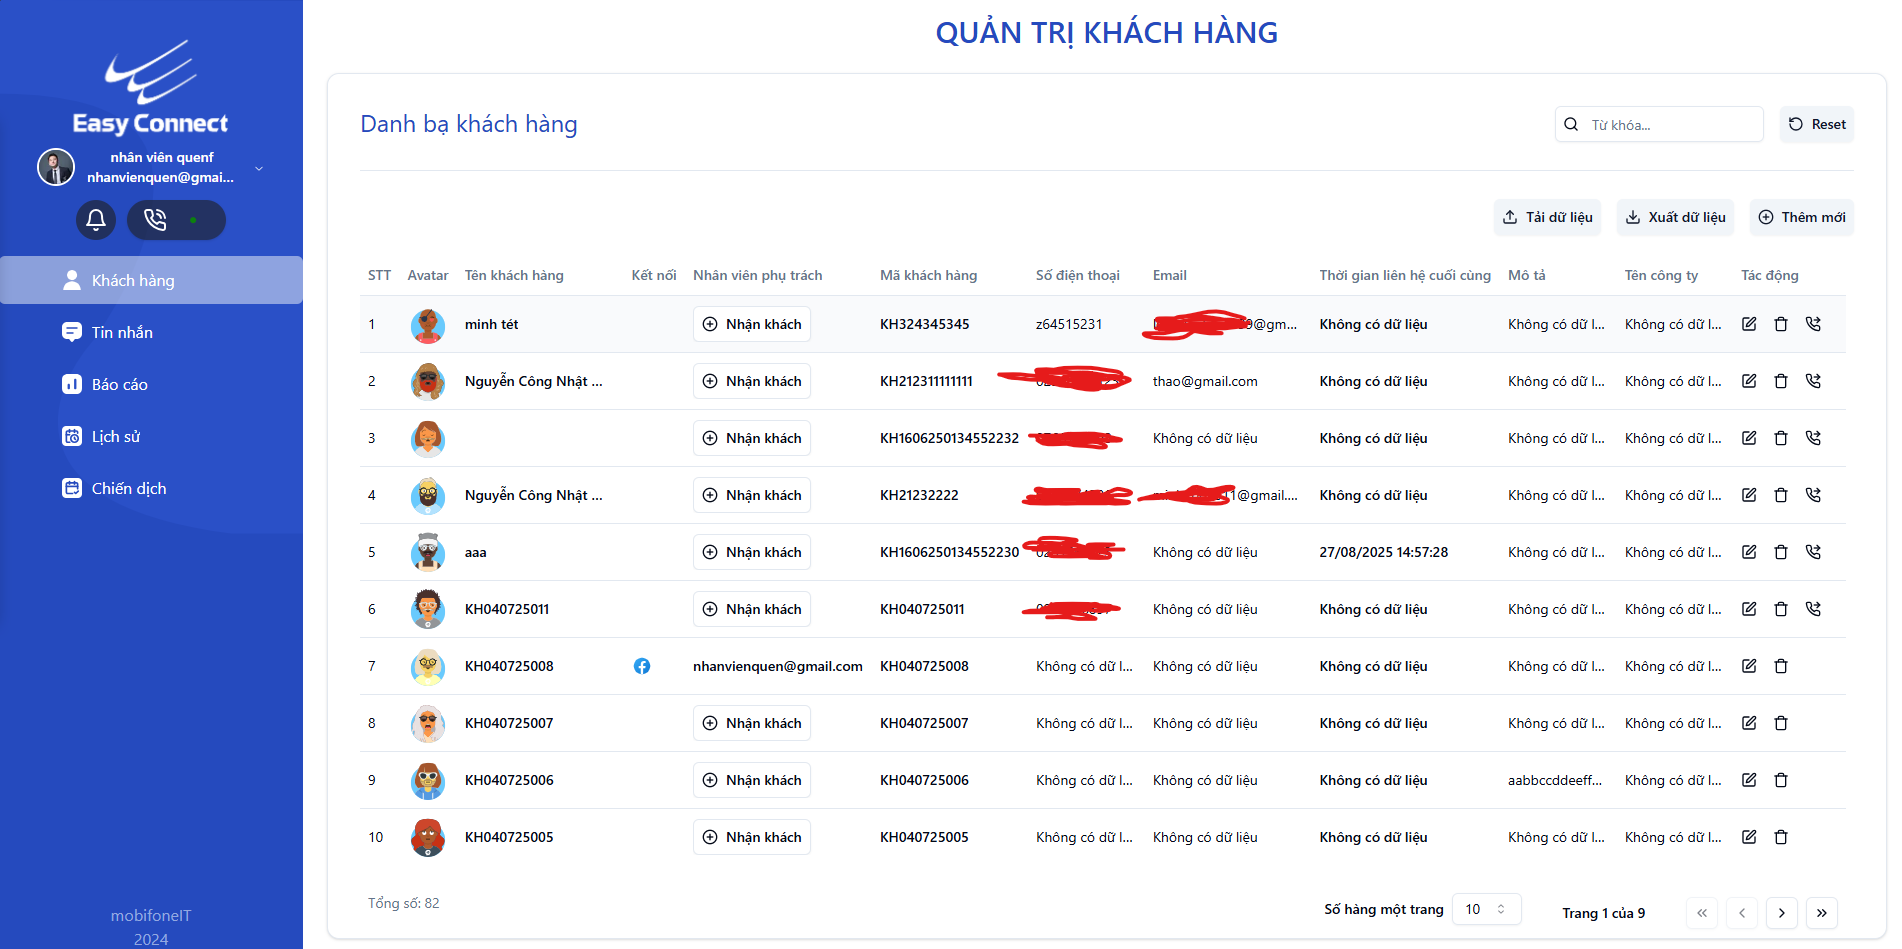 QUẢN TRỊ KHÁCH HÀNG
Easy Connect
nhân viên quenf
nhanvienquen@gmai...
Khách hàng
Tin nhắn
Báo cáo
Lịch sử
Chiến dịch
mobifoneIT
2024
Danh bạ khách hàng
Từ khóa...
Reset
Tải dữ liệu Xuất dữ liệu Thêm mới
STT Avatar Tên khách hàng Kết nối Nhân viên phụ trách Mã khách hàng Số điện thoại Email Thời gian liên hệ cuối cùng Mô tả Tên công ty Tác động
1 minh tét Nhận khách KH324345345 z64515231 9@gm... Không có dữ liệu Không có dữ l... Không có dữ l...
2 Nguyễn Công Nhật ... Nhận khách KH212311111111 thao@gmail.com Không có dữ liệu Không có dữ l... Không có dữ l...
3 Nhận khách KH1606250134552232 Không có dữ liệu Không có dữ liệu Không có dữ l... Không có dữ l...
4 Nguyễn Công Nhật ... Nhận khách KH21232222 1@gmail.... Không có dữ liệu Không có dữ l... Không có dữ l...
5 aaa Nhận khách KH1606250134552230 Không có dữ liệu 27/08/2025 14:57:28 Không có dữ l... Không có dữ l...
6 KH040725011 Nhận khách KH040725011 Không có dữ liệu Không có dữ liệu Không có dữ l... Không có dữ l...
7 KH040725008 nhanvienquen@gmail.com KH040725008 Không có dữ l... Không có dữ liệu Không có dữ liệu Không có dữ l... Không có dữ l...
8 KH040725007 Nhận khách KH040725007 Không có dữ l... Không có dữ liệu Không có dữ liệu Không có dữ l... Không có dữ l...
9 KH040725006 Nhận khách KH040725006 Không có dữ l... Không có dữ liệu Không có dữ liệu aabbccddeeff... Không có dữ l...
10 KH040725005 Nhận khách KH040725005 Không có dữ l... Không có dữ liệu Không có dữ liệu Không có dữ l... Không có dữ l...
Tổng số: 82
Số hàng một trang 10 Trang 1 của 9